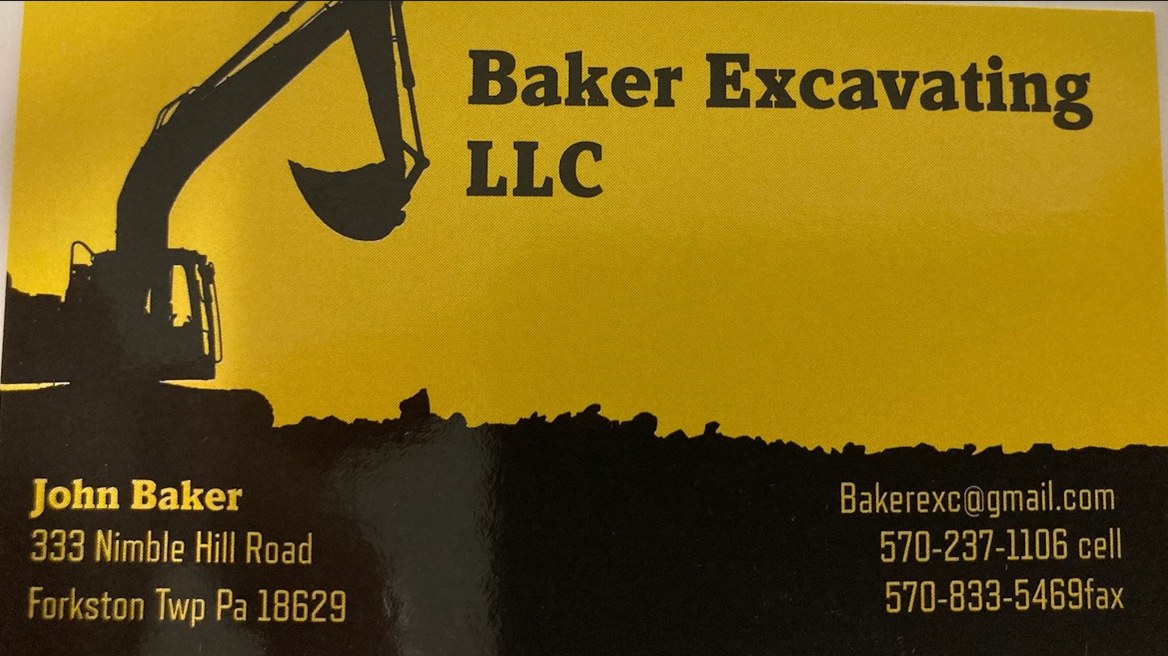 Baker Excavating
LLC
John Baker
333 Nimble Hill Road
Forkston Twp Pa 18629
Bakerexc@gmail.com
570-237-1106 cell
570-833-5469fax